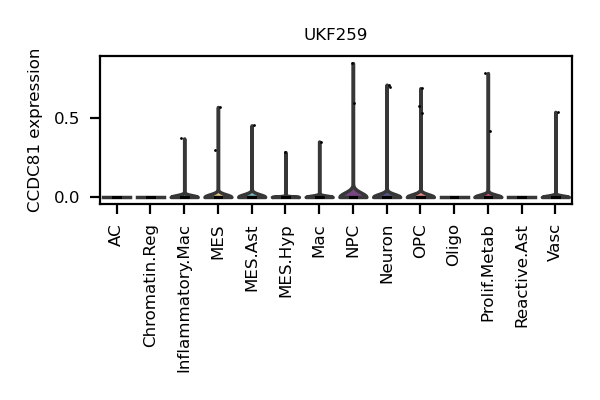 UKF259
CCDC81 expression
0.5
0.0
AC
Chromatin.Reg
Inflammatory.Mac
MES
MES.Ast
MES.Hyp
Mac
NPC
Neuron
OPC
Oligo
Prolif.Metab
Reactive.Ast
Vasc